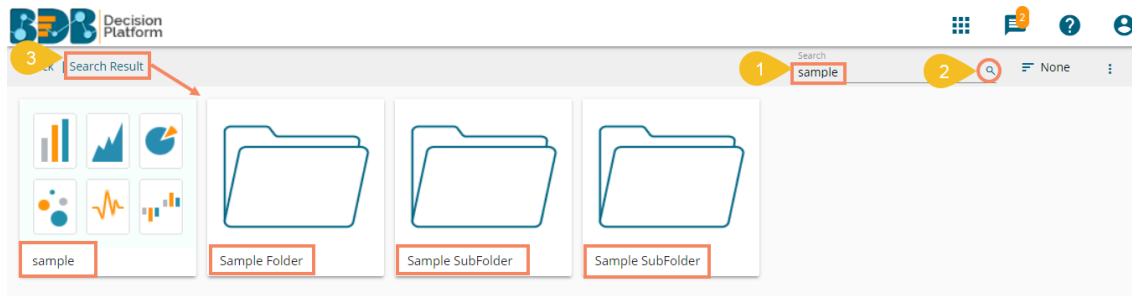 BDB Decision
Platform
2
3
ck | Search Result
1
Search
sample
2
None
sample
Sample Folder
Sample SubFolder
Sample SubFolder